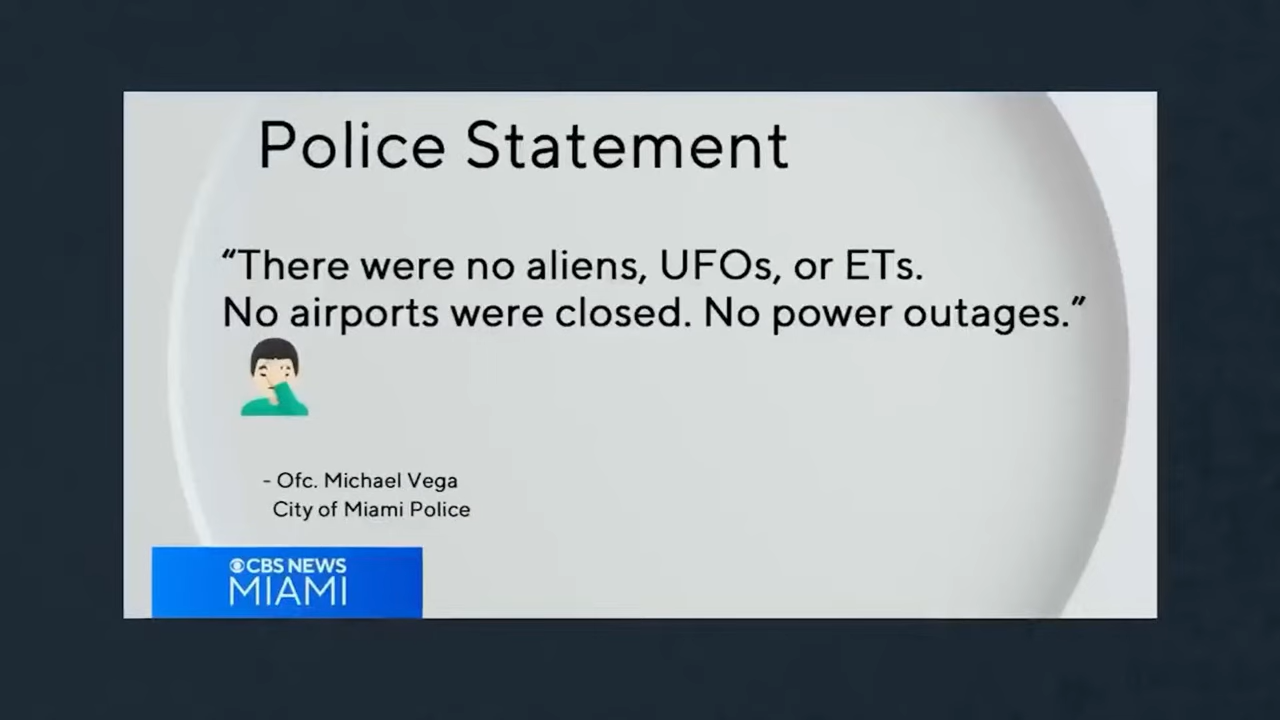 Police Statement
“There were no aliens, UFOs, or ETs.
No airports were closed. No power outages.”
- Ofc. Michael Vega
City of Miami Police
CBS NEWS
MIAMI